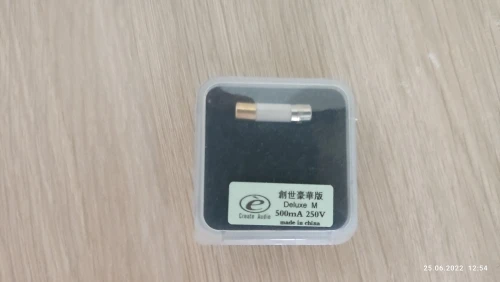 e
Create Audio
創世豪華版
Deluxe M
500mA 250V
made in china
25.06.2022 12:54